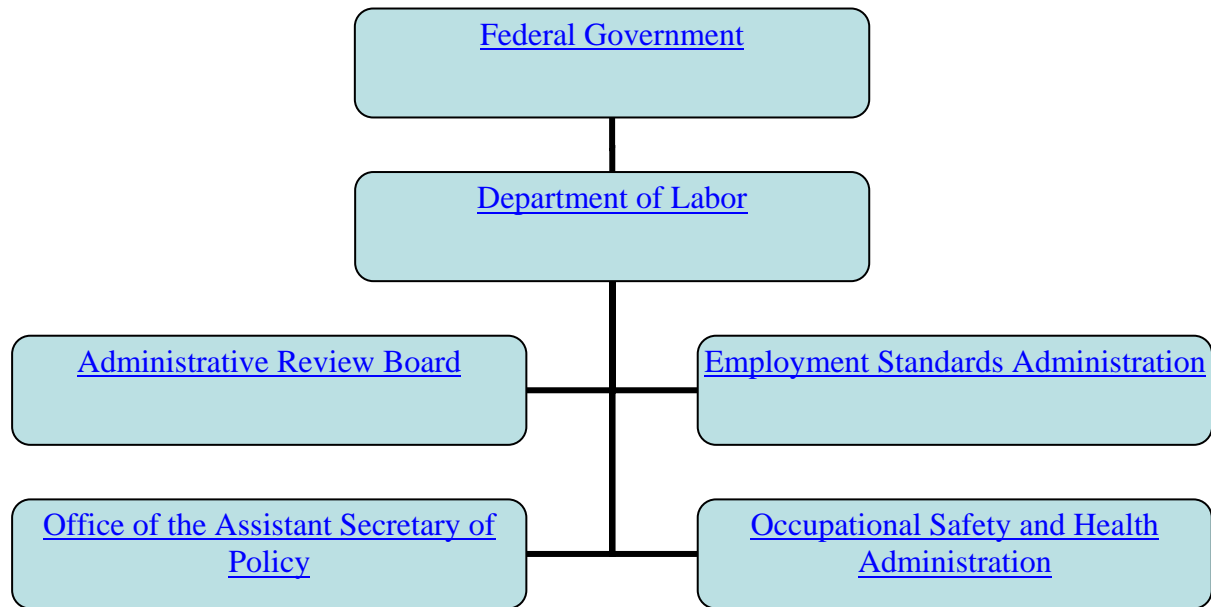 Federal Government
Department of Labor
Administrative Review Board
Employment Standards Administration
Office of the Assistant Secretary of
Policy
Occupational Safety and Health
Administration